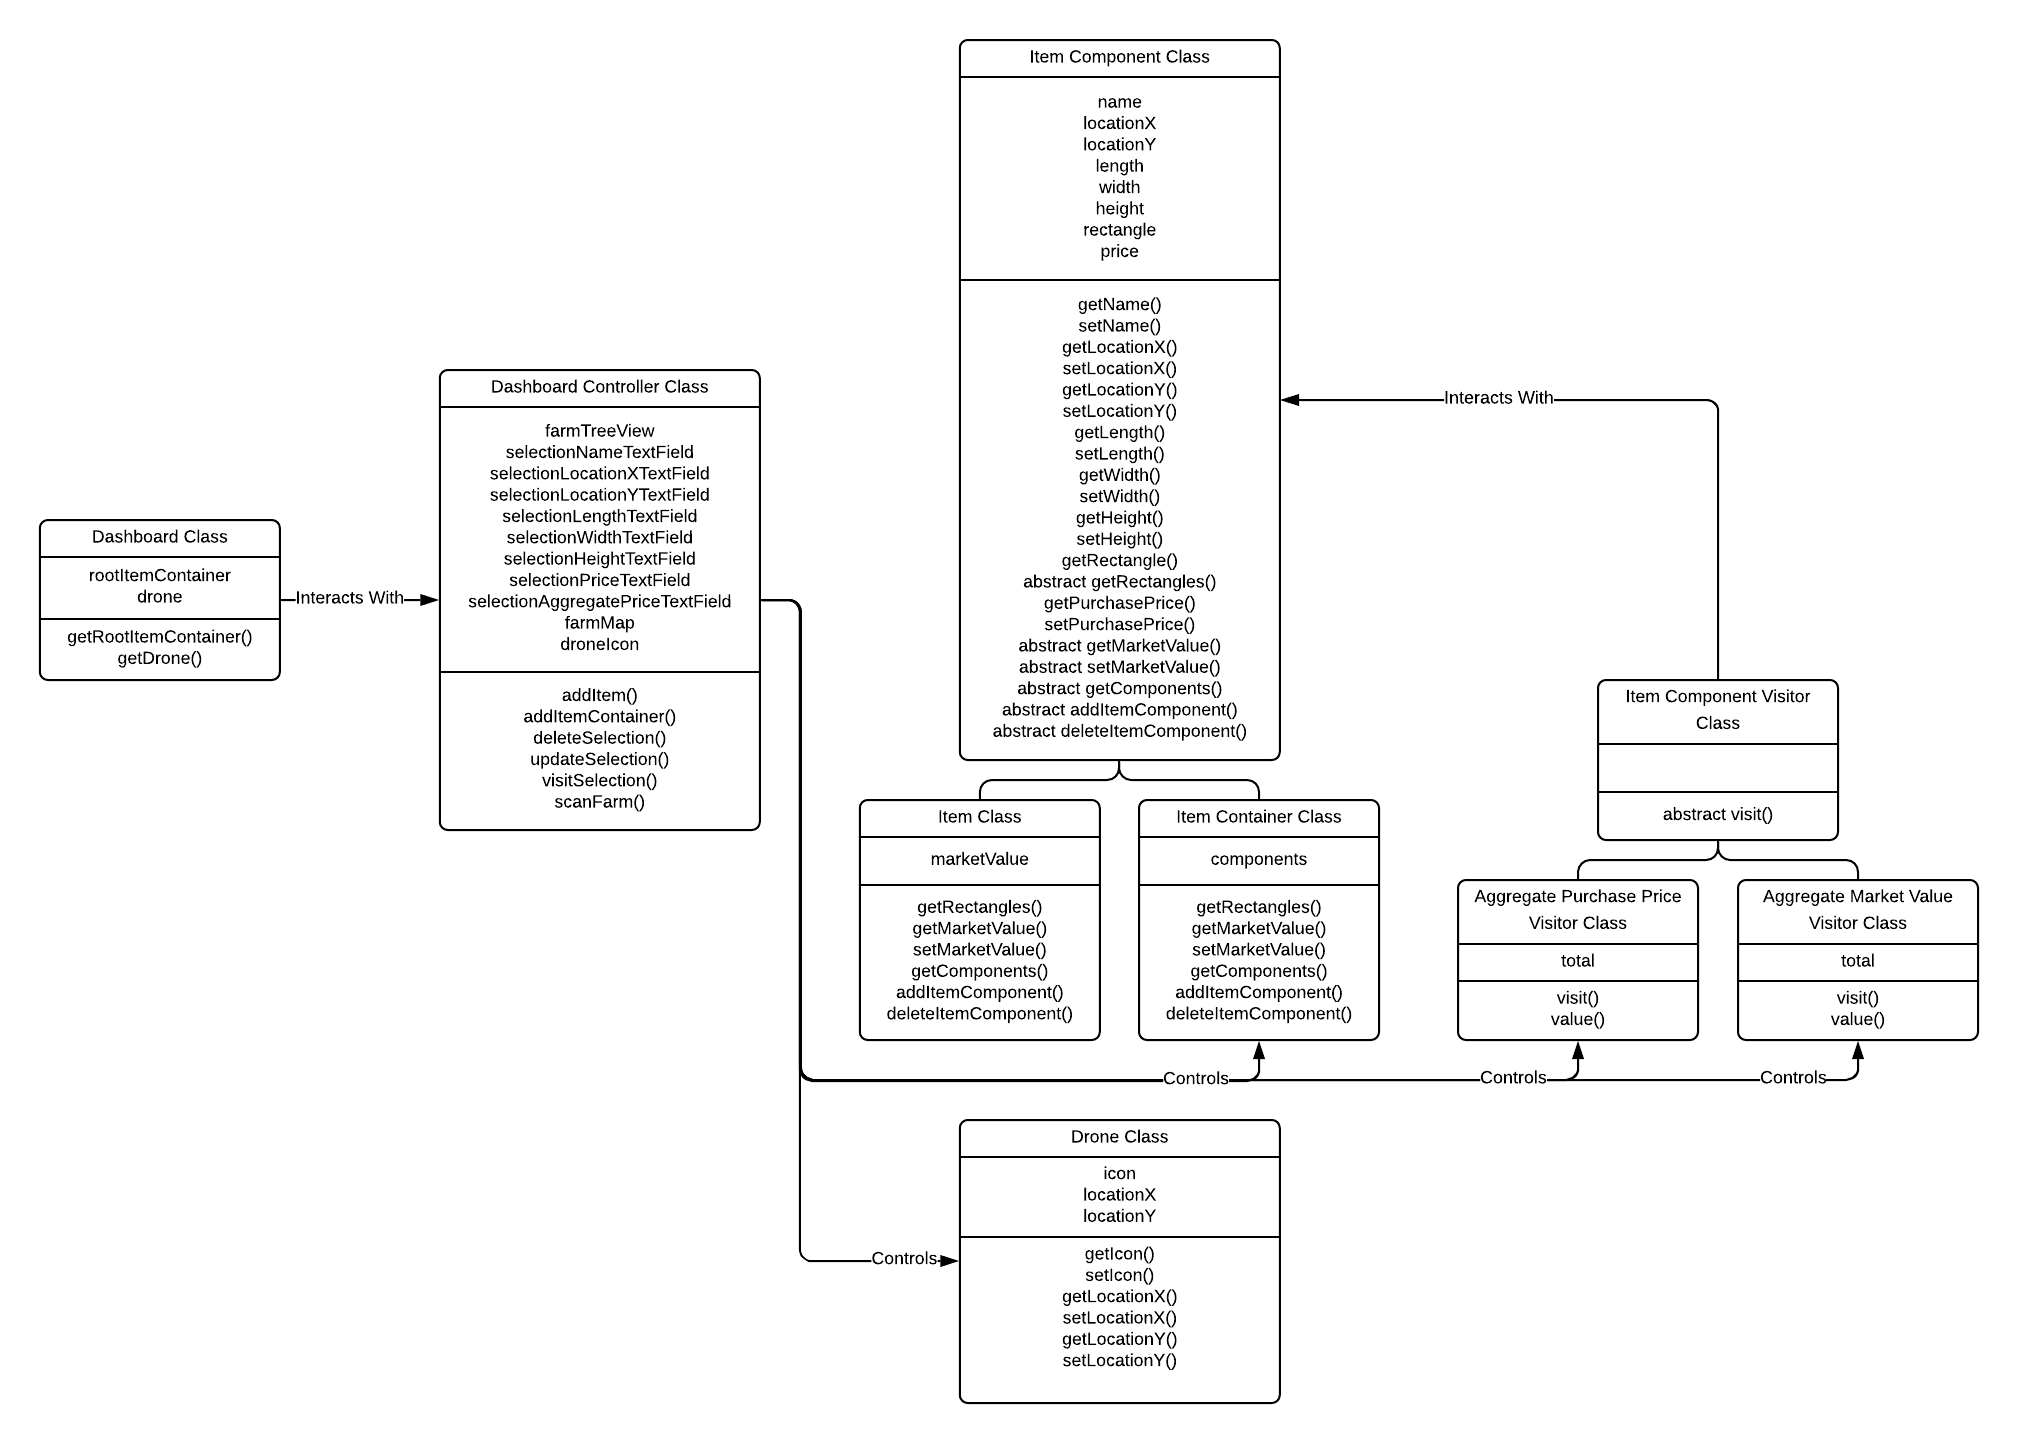 Item Component Class
name
locationX
locationY
length
width
height
rectangle
price
getName()
setName()
getLocationX()
setLocationX()
getLocationY()
setLocationY()
getLength()
setLength()
getWidth()
setWidth()
getHeight()
setHeight()
getRectangle()
abstract getRectangles()
getPurchasePrice()
setPurchasePrice()
abstract getMarketValue()
abstract setMarketValue()
abstract getComponents()
abstract addItemComponent()
abstract deleteItemComponent()
Dashboard Class
rootItemContainer
drone
getRootItemContainer()
getDrone()
Interacts With
Dashboard Controller Class
farmTreeView
selectionNameTextField
selectionLocationXTextField
selectionLocationYTextField
selectionLengthTextField
selectionWidthTextField
selectionHeightTextField
selectionPriceTextField
selectionAggregatePriceTextField
farmMap
droneIcon
addItem()
addItemContainer()
deleteSelection()
updateSelection()
visitSelection()
scanFarm()
Interacts With
Item Component Visitor
Class
abstract visit()
Item Class
marketValue
getRectangles()
getMarketValue()
setMarketValue()
getComponents()
addItemComponent()
deleteItemComponent()
Item Container Class
components
getRectangles()
getMarketValue()
setMarketValue()
getComponents()
addItemComponent()
deleteItemComponent()
Aggregate Purchase Price
Visitor Class
total
visit()
value()
Aggregate Market Value
Visitor Class
total
visit()
value()
Controls
Controls
Controls
Controls
Drone Class
icon
locationX
locationY
getIcon()
setIcon()
getLocationX()
setLocationX()
getLocationY()
setLocationY()